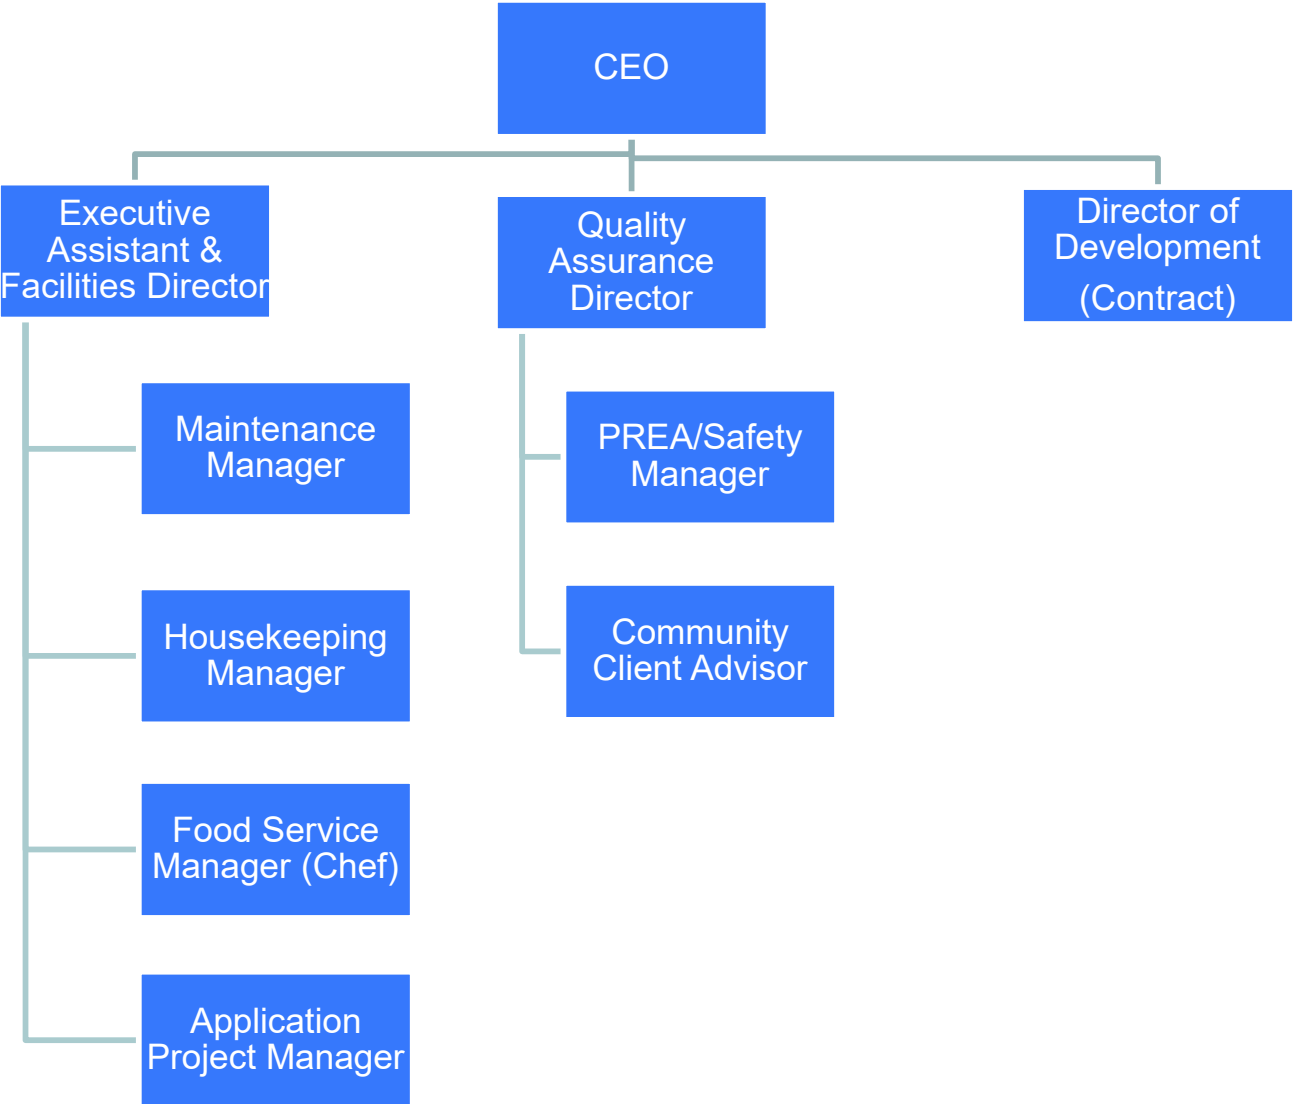 CEO
Executive
Assistant &
Facilities Director
Quality
Assurance
Director
Director of
Development
(Contract)
Maintenance
Manager
Housekeeping
Manager
Food Service
Manager (Chef)
Application
Project Manager
PREA/Safety
Manager
Community
Client Advisor